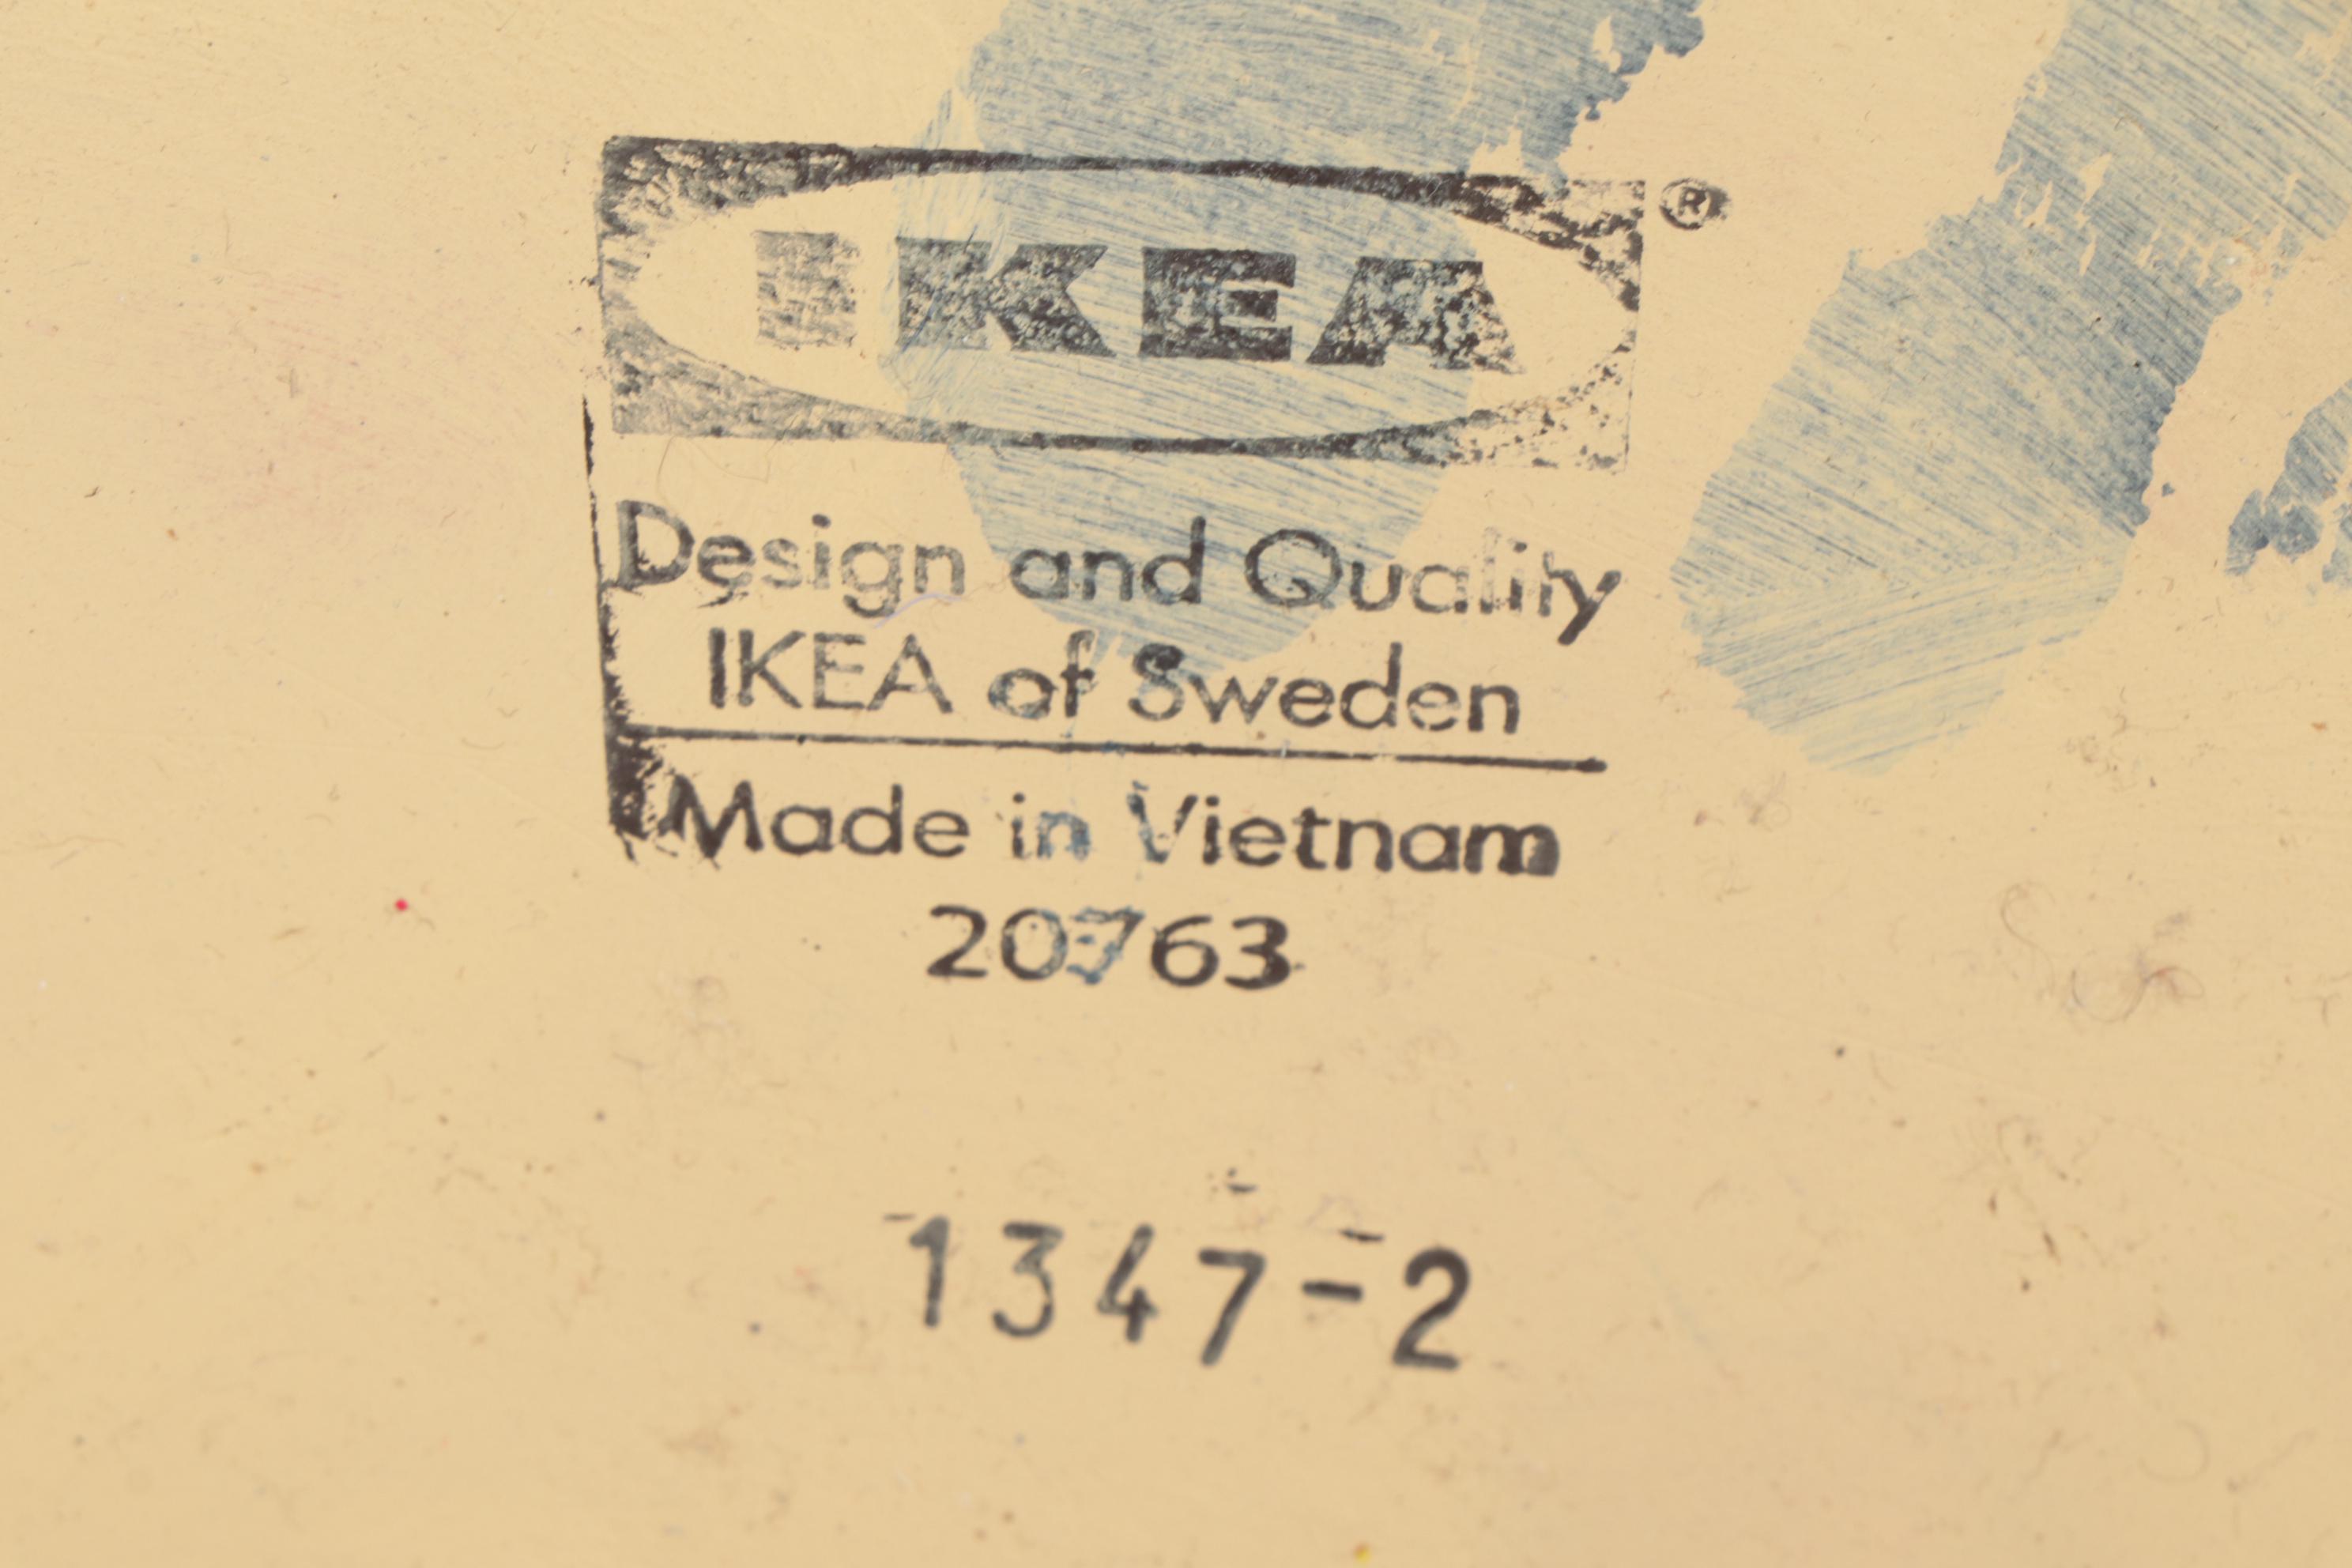 IKEA®
Design and Quality
IKEA of Sweden
Made in Vietnam
20763
1347-2